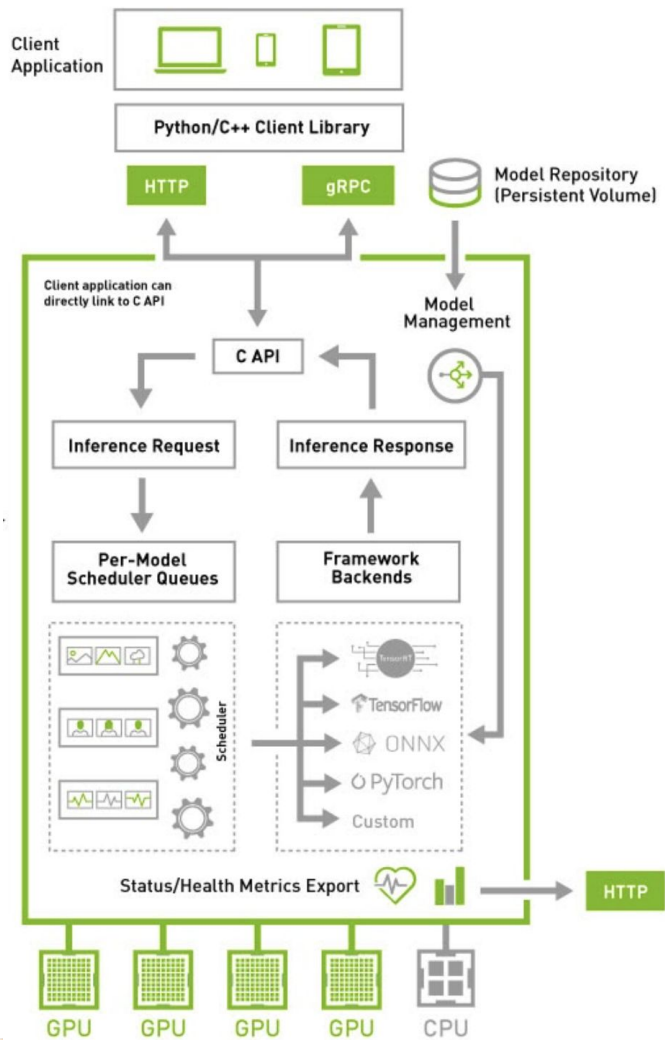 Client
Application
Python/C++ Client Library
HTTP
gRPC
Model Repository
(Persistent Volume)
Client application can
directly link to C API
Model
Management
C API
Inference Request
Inference Response
Per-Model
Scheduler Queues
Framework
Backends
Scheduler
TensorRT
TensorFlow
ONNX
PyTorch
Custom
Status/Health Metrics Export
HTTP
GPU
GPU
GPU
GPU
CPU